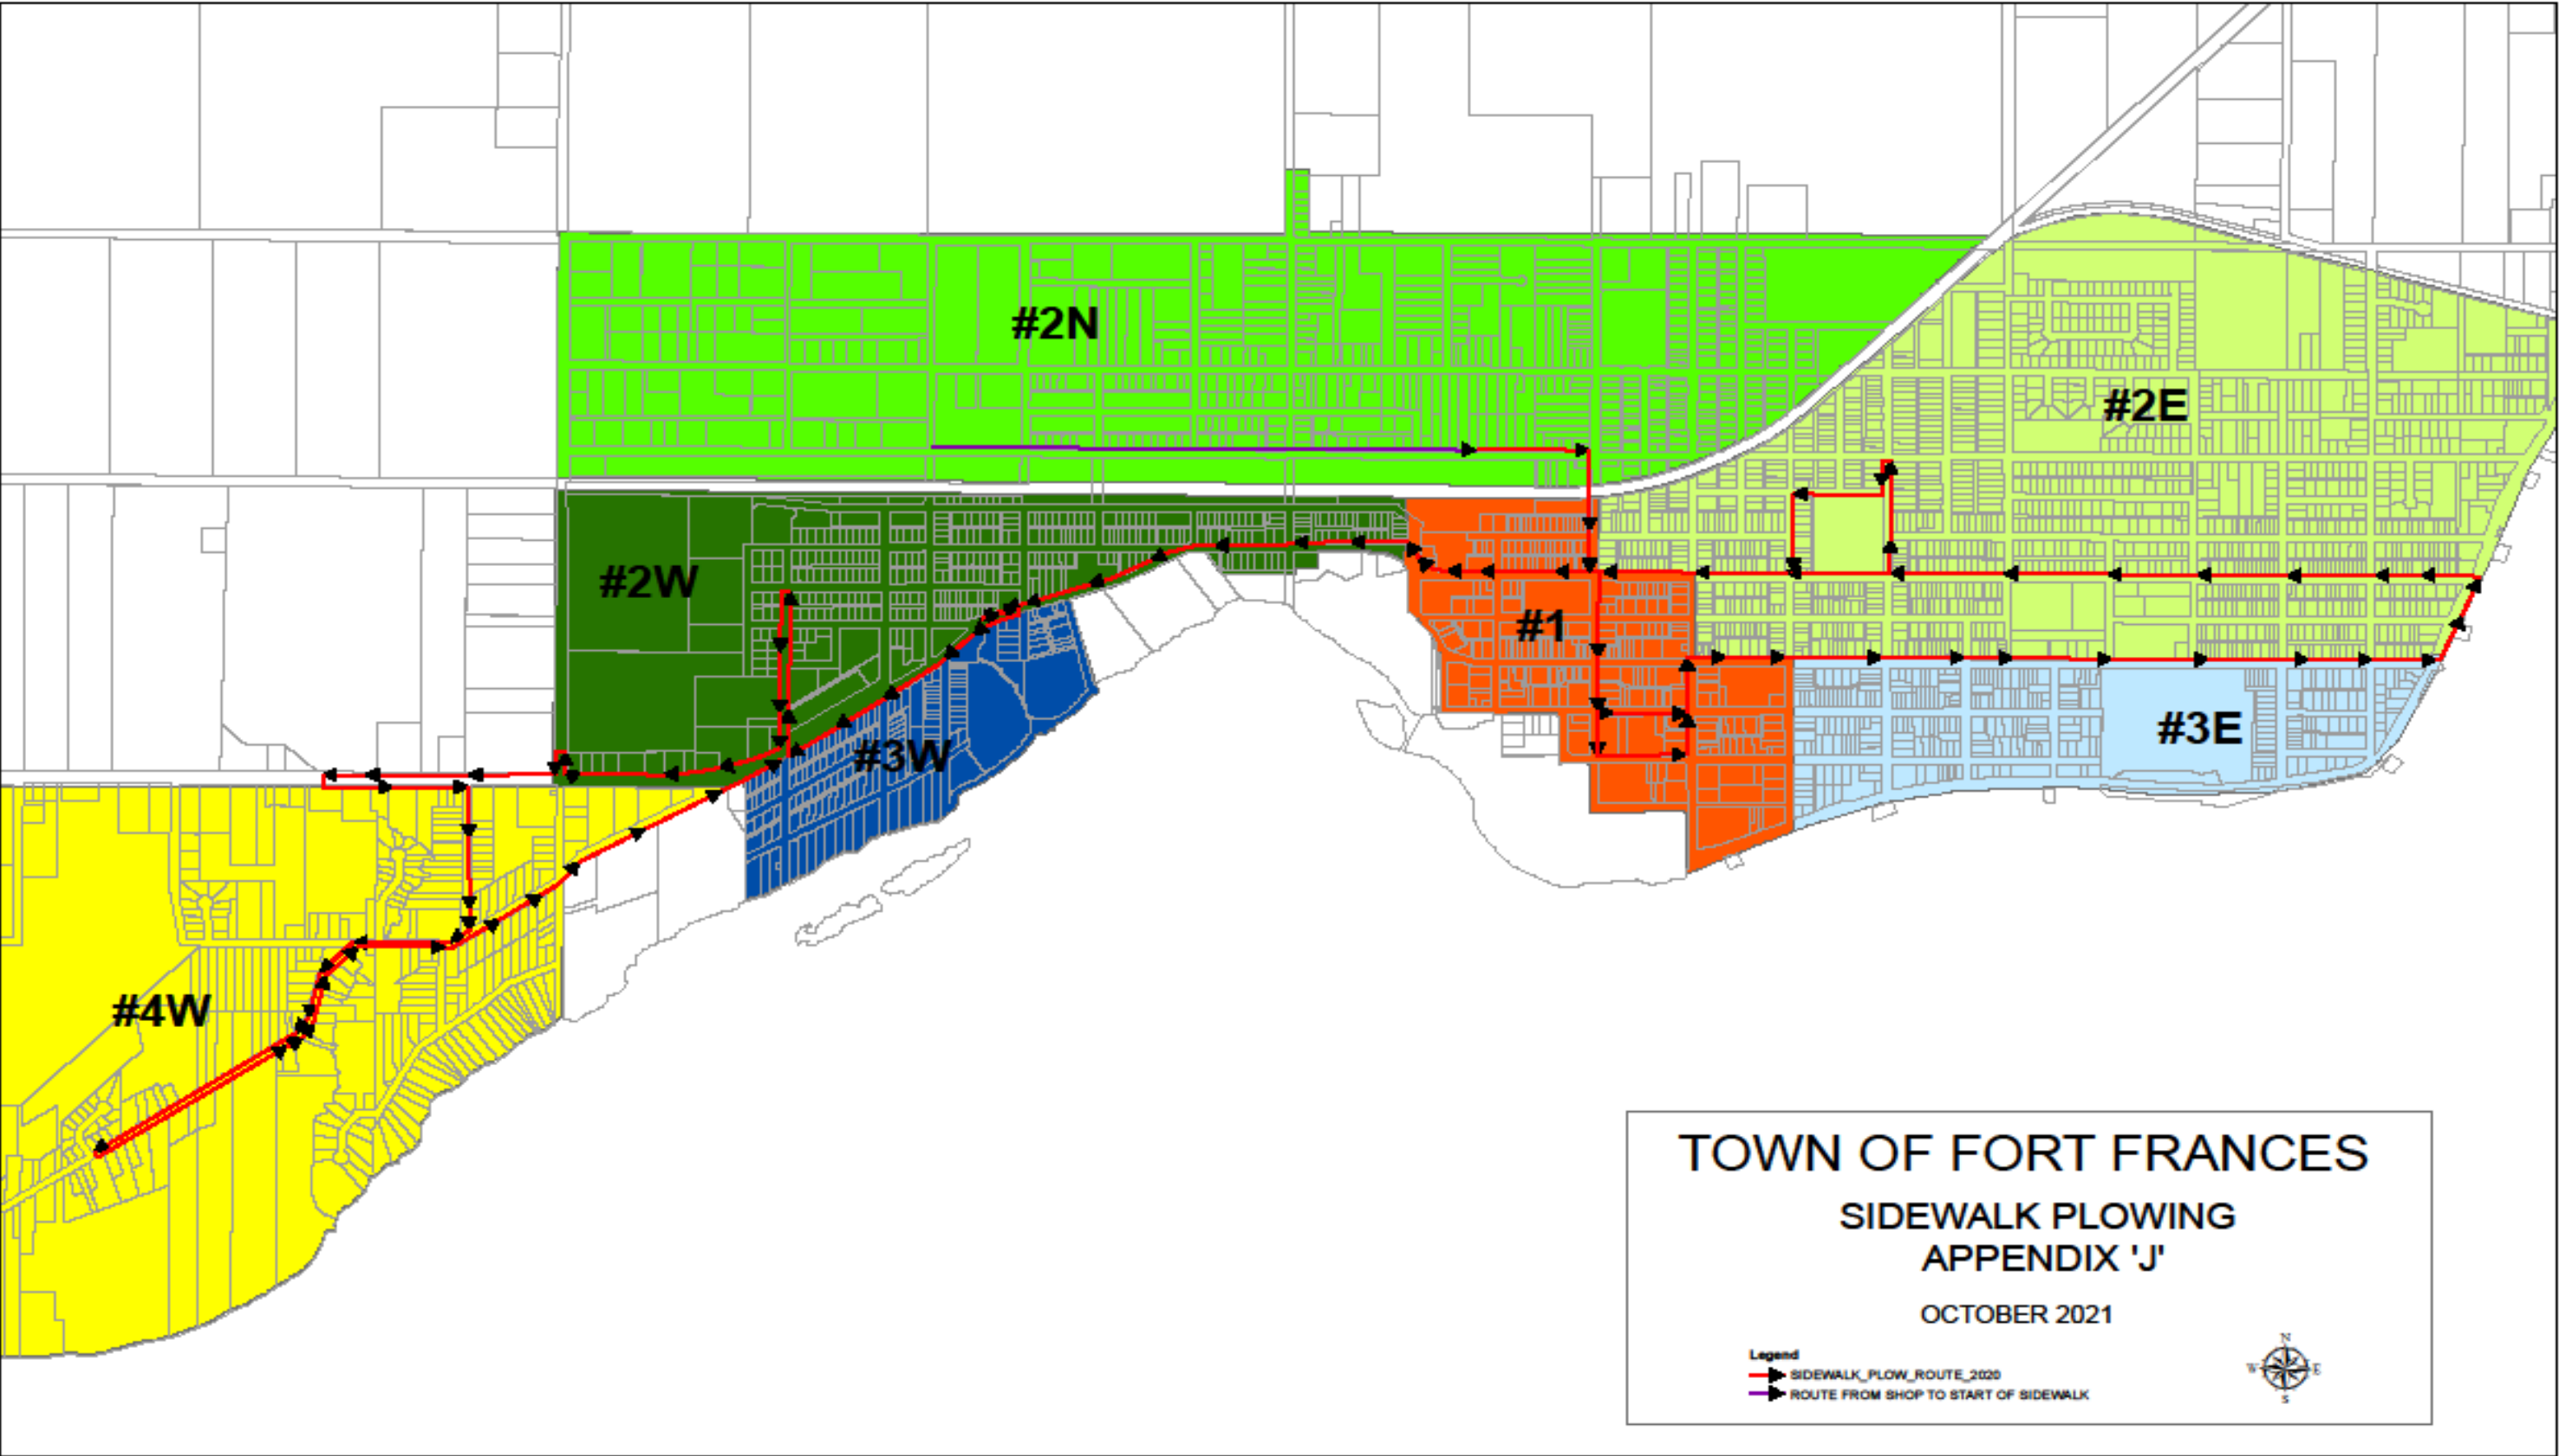 #2N
#2E
#2W
#1
#3W
#3E
#4W
TOWN OF FORT FRANCES
SIDEWALK PLOWING
APPENDIX 'J'
OCTOBER 2021
Legend
SIDEWALK_PLOW_ROUTE_2020
ROUTE FROM SHOP TO START OF SIDEWALK
N
W E
S